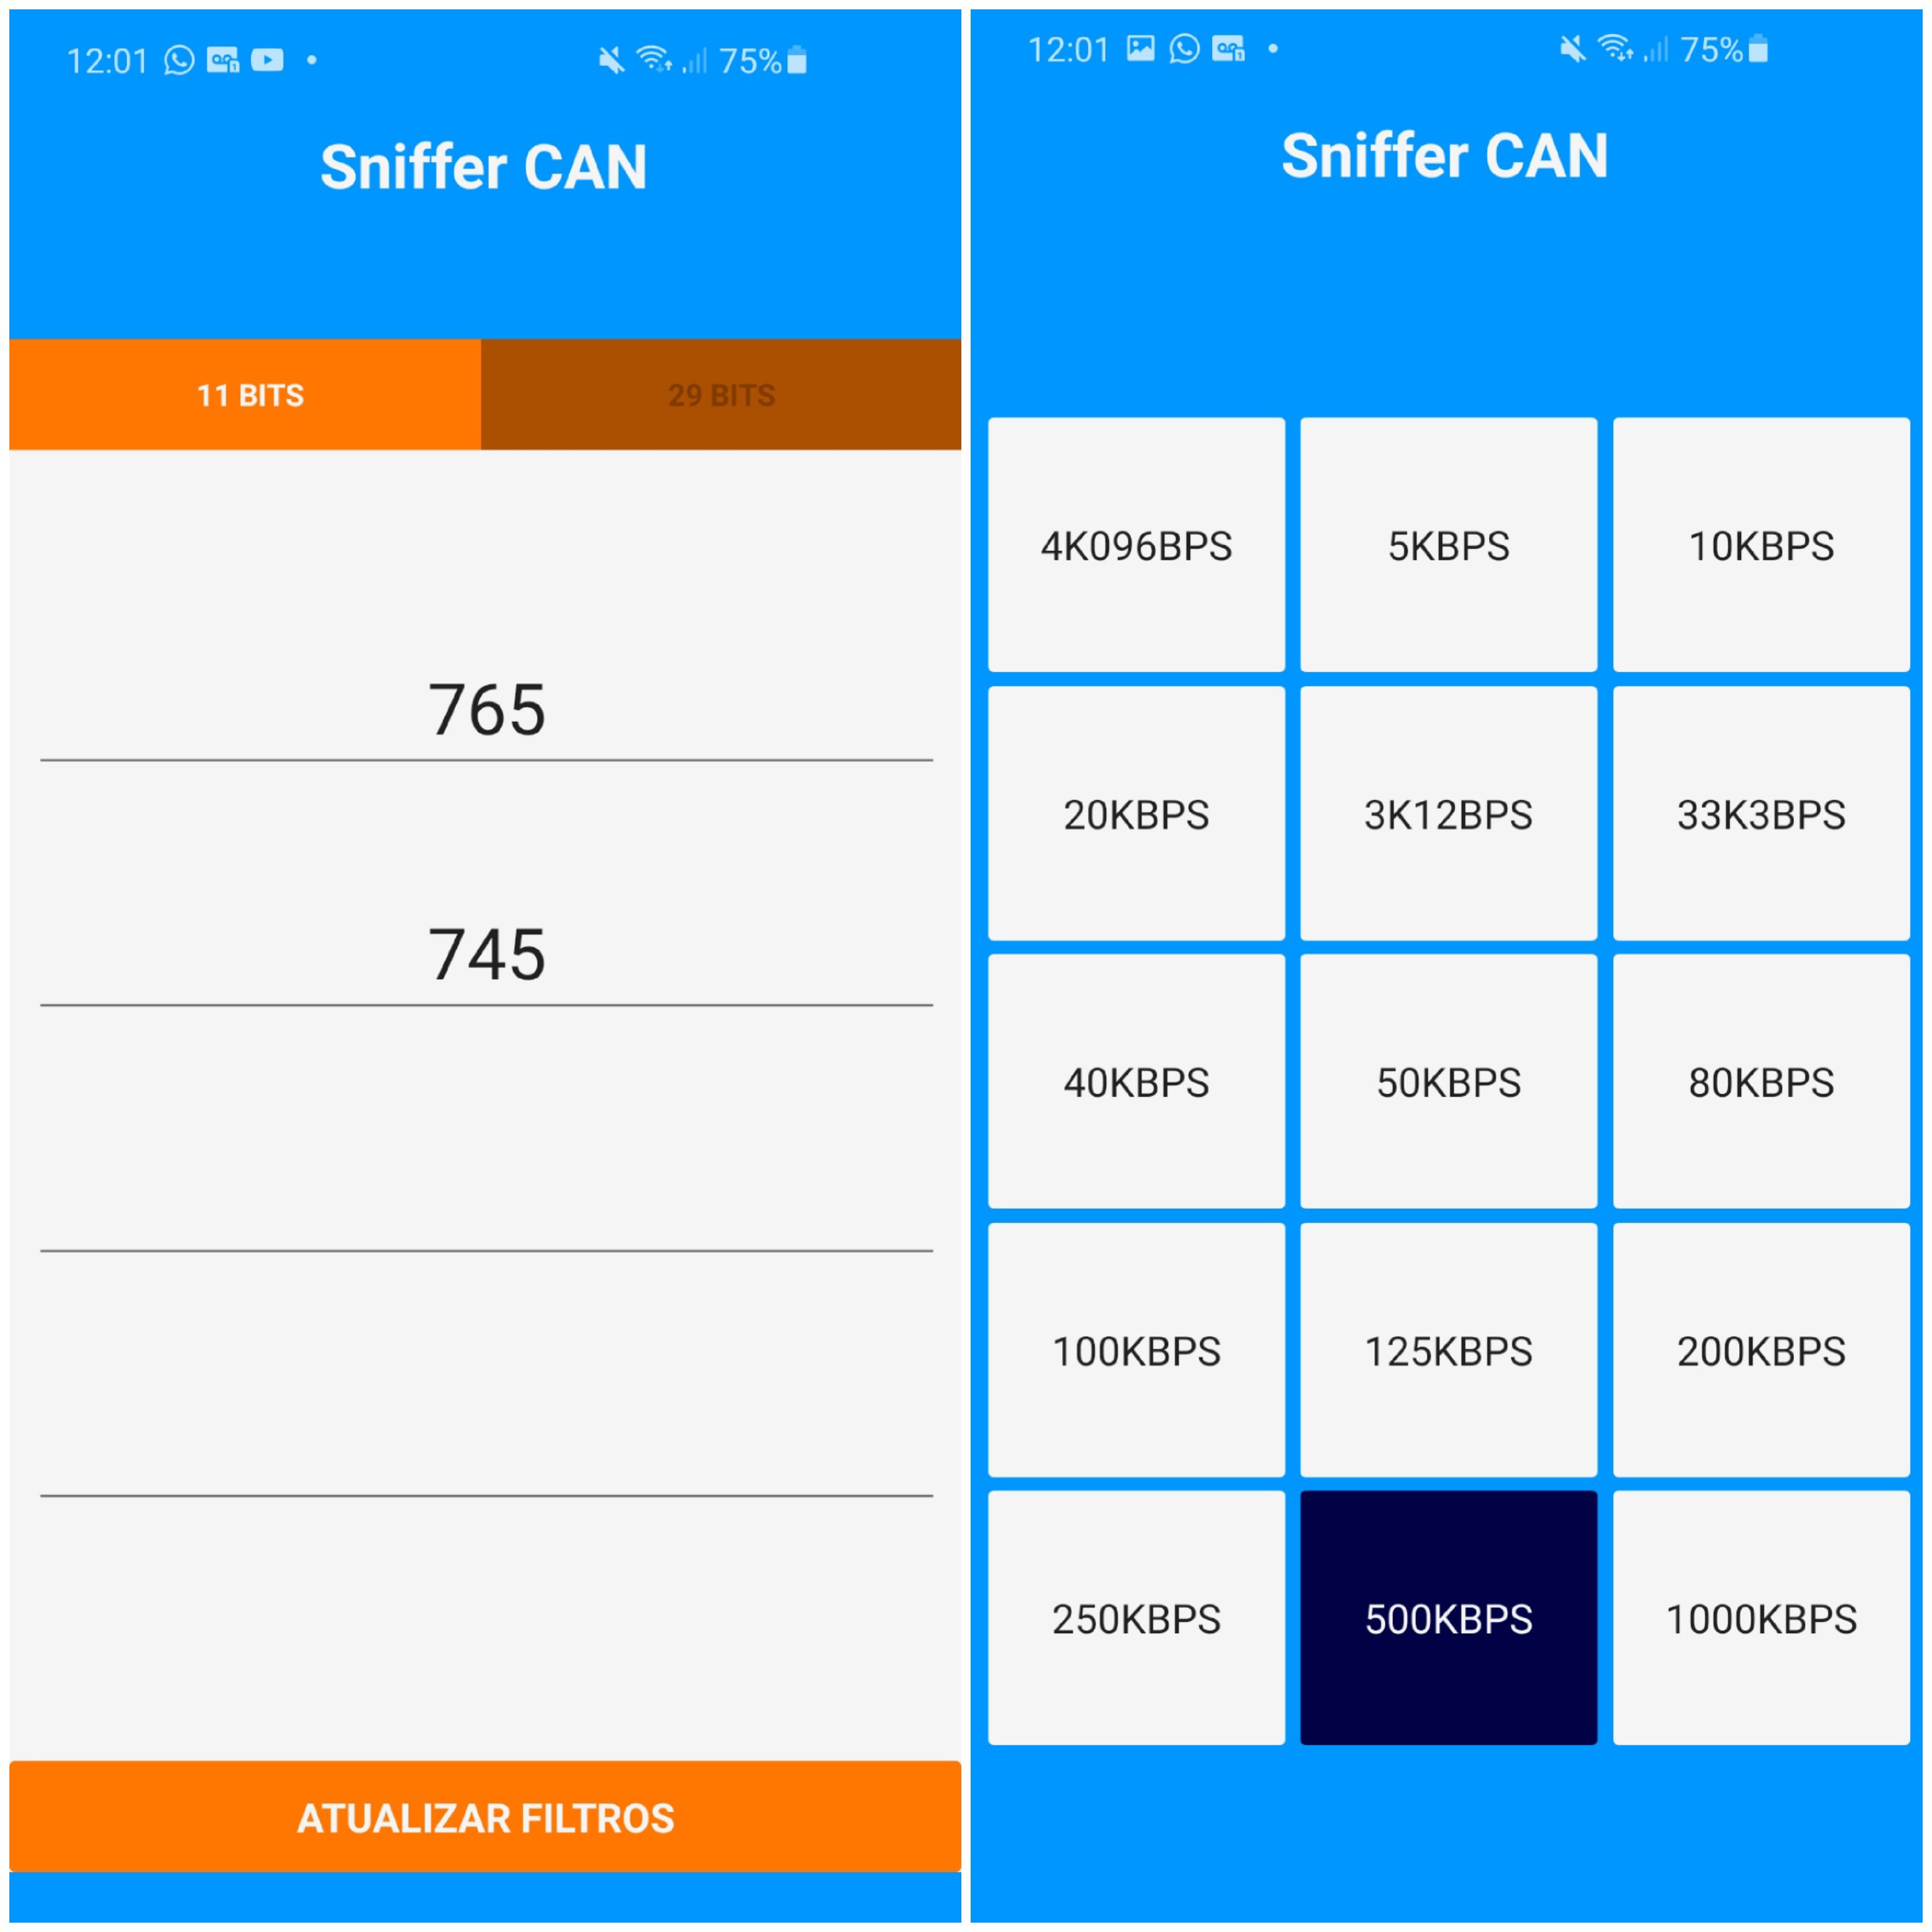 12:01
75%
Sniffer CAN
11 BITS
29 BITS
765
745
ATUALIZAR FILTROS
12:01
75%
Sniffer CAN
4K096BPS
5KBPS
10KBPS
20KBPS
3K12BPS
33K3BPS
40KBPS
50KBPS
80KBPS
100KBPS
125KBPS
200KBPS
250KBPS
500KBPS
1000KBPS